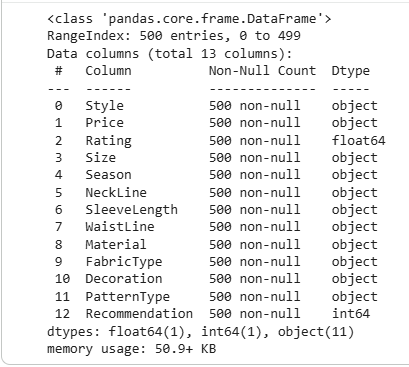 <class 'pandas.core.frame.DataFrame'>
RangeIndex: 500 entries, 0 to 499
Data columns (total 13 columns):
 #   Column          Non-Null Count  Dtype
---  ------          --------------  -----
 0   Style           500 non-null    object
 1   Price           500 non-null    object
 2   Rating          500 non-null    float64
 3   Size            500 non-null    object
 4   Season          500 non-null    object
 5   NeckLine        500 non-null    object
 6   SleeveLength    500 non-null    object
 7   WaistLine       500 non-null    object
 8   Material        500 non-null    object
 9   FabricType      500 non-null    object
 10  Decoration      500 non-null    object
 11  PatternType     500 non-null    object
 12  Recommendation  500 non-null    int64
dtypes: float64(1), int64(1), object(11)
memory usage: 50.9+ KB